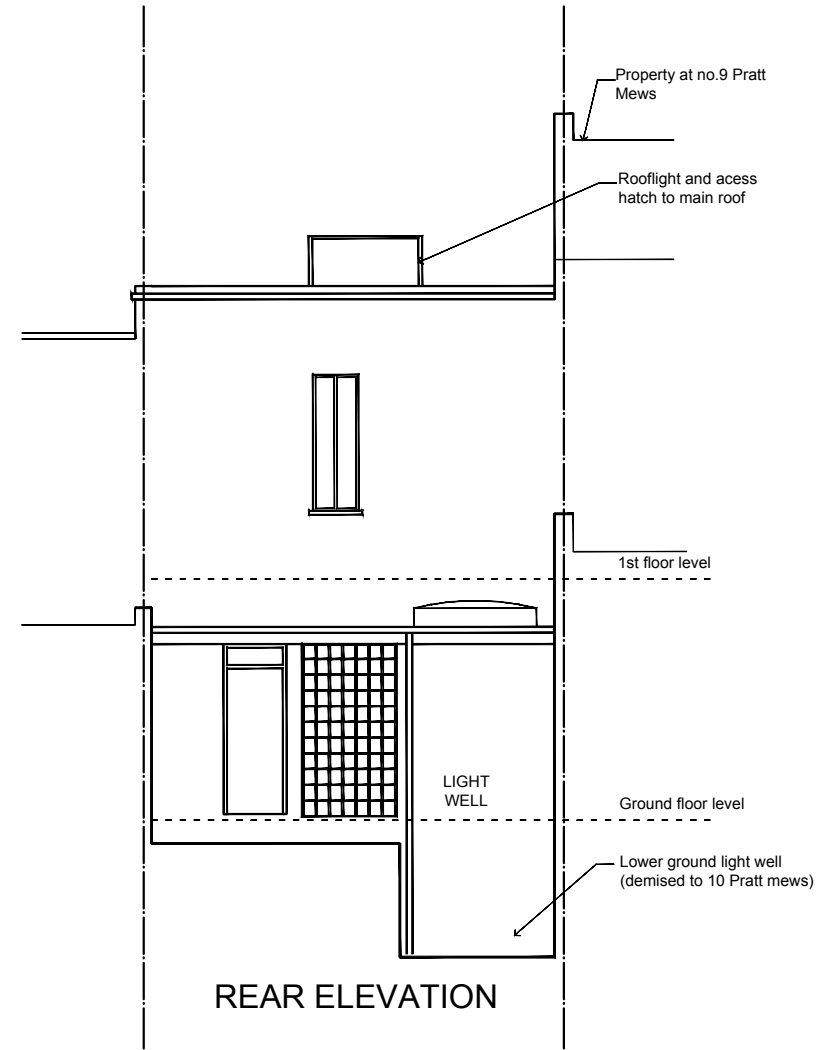 Property at no.9 Pratt
Mews
Rooflight and acess
hatch to main roof
1st floor level
LIGHT
WELL
Ground floor level
Lower ground light well
(demised to 10 Pratt mews)
REAR ELEVATION